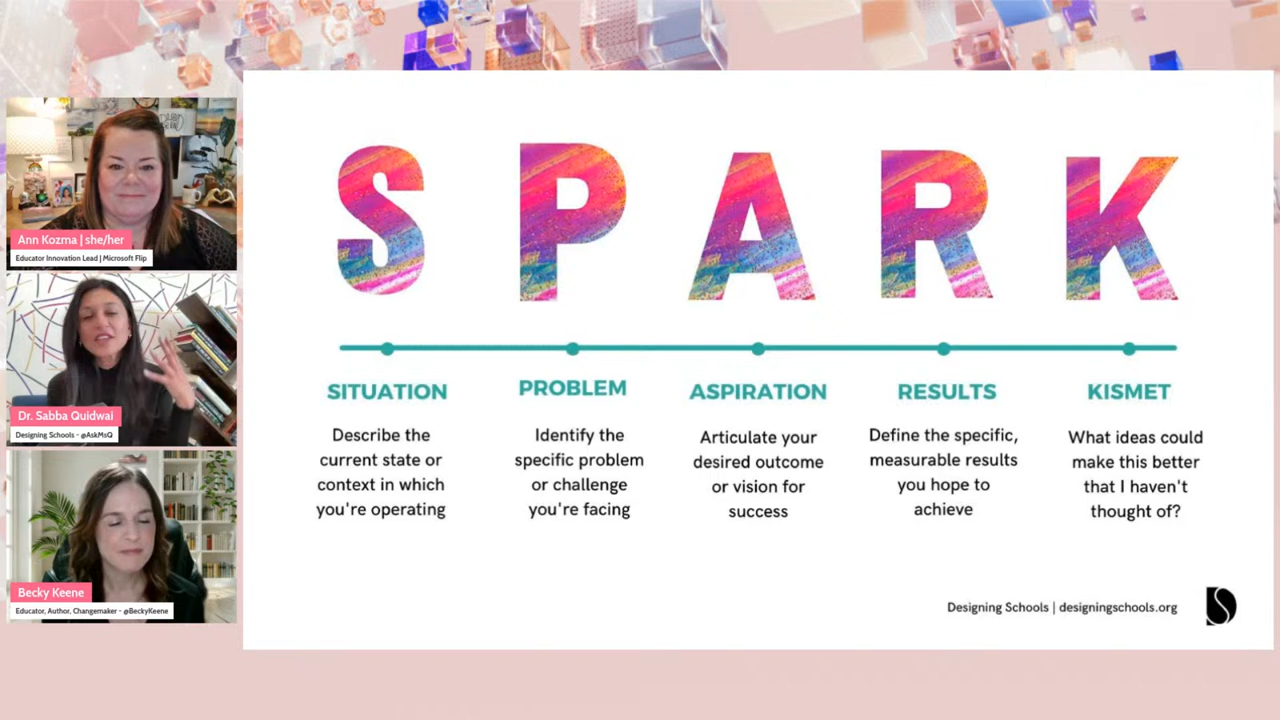 Ann Kozma | she/her
Educator Innovation Lead | Microsoft Flip
Dr. Sabba Quidwai
Designing Schools - @AskMsQ
Becky Keene
Educator, Author, Changemaker - @BeckyKeene
S P A R K
SITUATION
Describe the
current state or
context in which
you're operating
PROBLEM
Identify the
specific problem
or challenge
you're facing
ASPIRATION
Articulate your
desired outcome
or vision for
success
RESULTS
Define the specific,
measurable results
you hope to
achieve
KISMET
What ideas could
make this better
that I haven't
thought of?
Designing Schools | designingschools.org